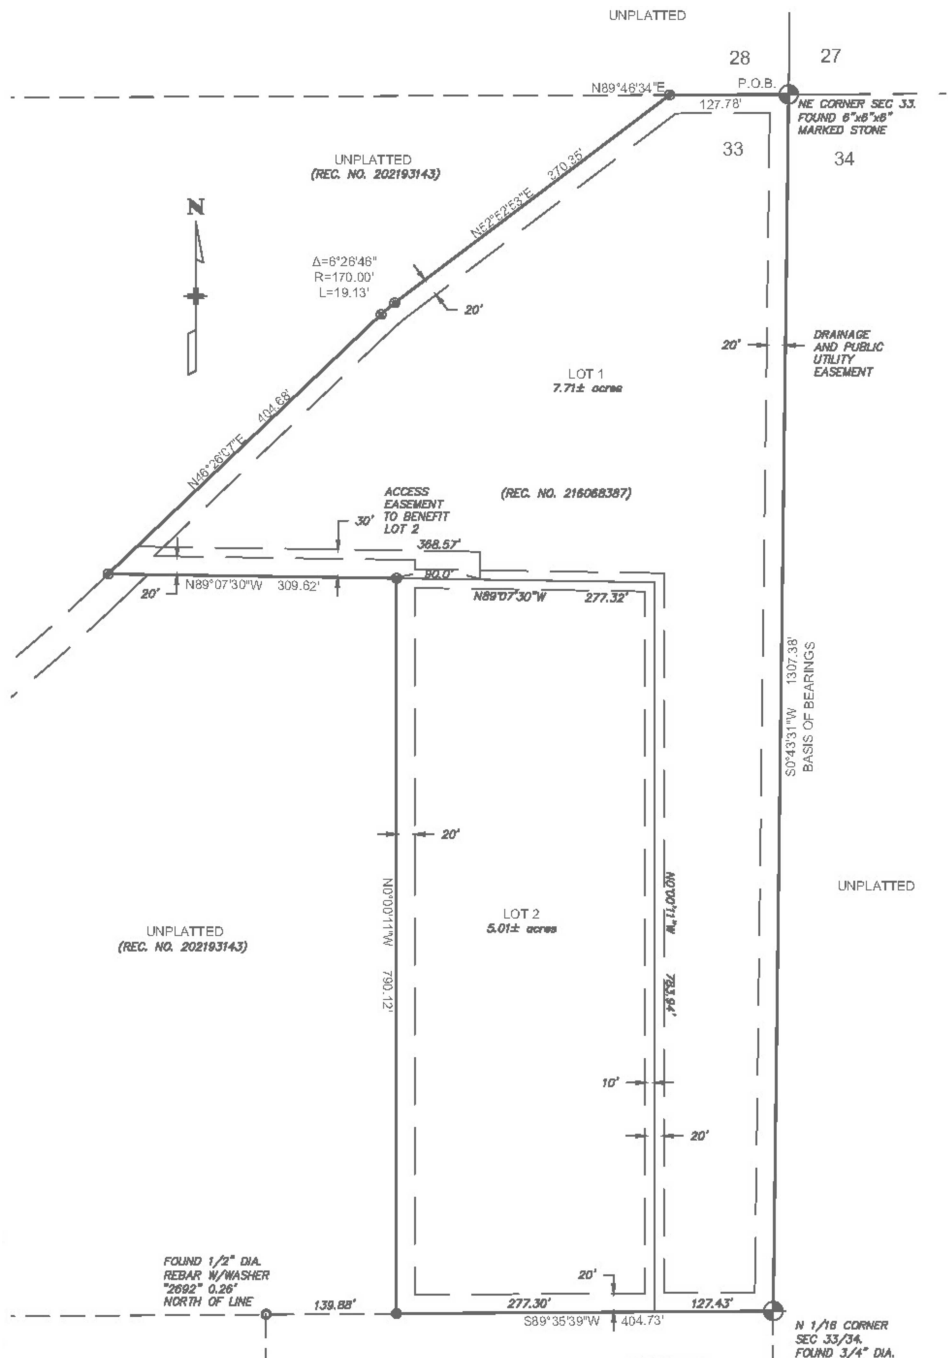 UNPLATTED
28
27
N89°46'34"E
P.O.B.
127.78'
NE CORNER SEC 33.
FOUND 6"x6"x6"
MARKED STONE
33
34
UNPLATTED
(REC. NO. 202193143)
N
N52°52'53"E 370.35'
Δ=6°26'46"
R=170.00'
L=19.13'
20'
20'
DRAINAGE
AND PUBLIC
UTILITY
EASEMENT
LOT 1
7.71± acres
N46°26'07"E 404.68'
ACCESS
EASEMENT
TO BENEFIT
LOT 2
30'
(REC. NO. 216068387)
368.57'
90.0'
20'
N89°07'30"W 309.62'
N89°07'30"W 277.32'
S0°43'31"W 1307.38'
BASIS OF BEARINGS
20'
N0°00'11"W 790.12'
N0°00'11"W 783.94'
UNPLATTED
LOT 2
5.01± acres
UNPLATTED
(REC. NO. 202193143)
10'
20'
FOUND 1/2" DIA.
REBAR W/WASHER
"2692" 0.26'
NORTH OF LINE
20'
139.88'
277.30'
127.43'
S89°35'39"W 404.73'
N 1/16 CORNER
SEC 33/34.
FOUND 3/4" DIA.